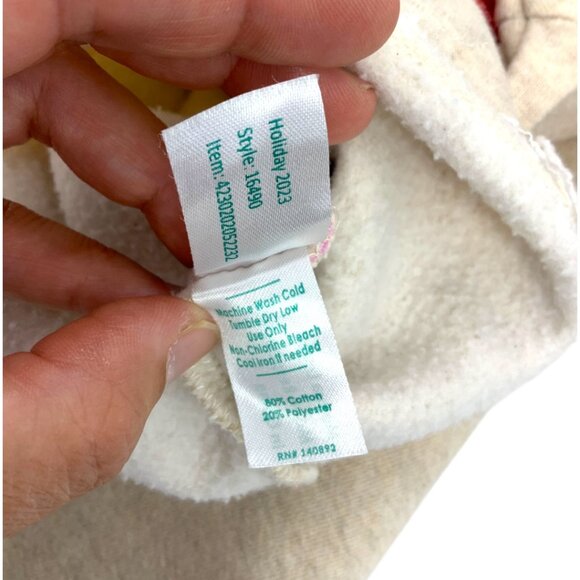 Holiday 2023
Style: 16490
Item: 4230202052232
Machine Wash Cold
Tumble Dry Low
Use Only
Non-Chlorine Bleach
Cool Iron If needed
80% Cotton
20% Polyester
RN# 140892